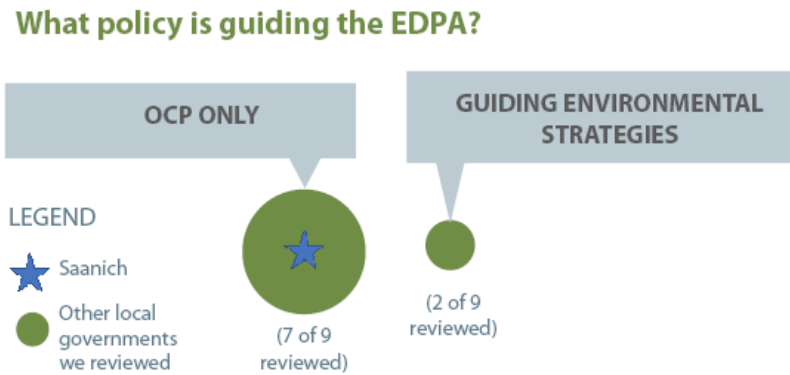 What policy is guiding the EDPA?
OCP ONLY
GUIDING ENVIRONMENTAL
STRATEGIES
LEGEND
Saanich
Other local
governments
we reviewed
(7 of 9
reviewed)
(2 of 9
reviewed)